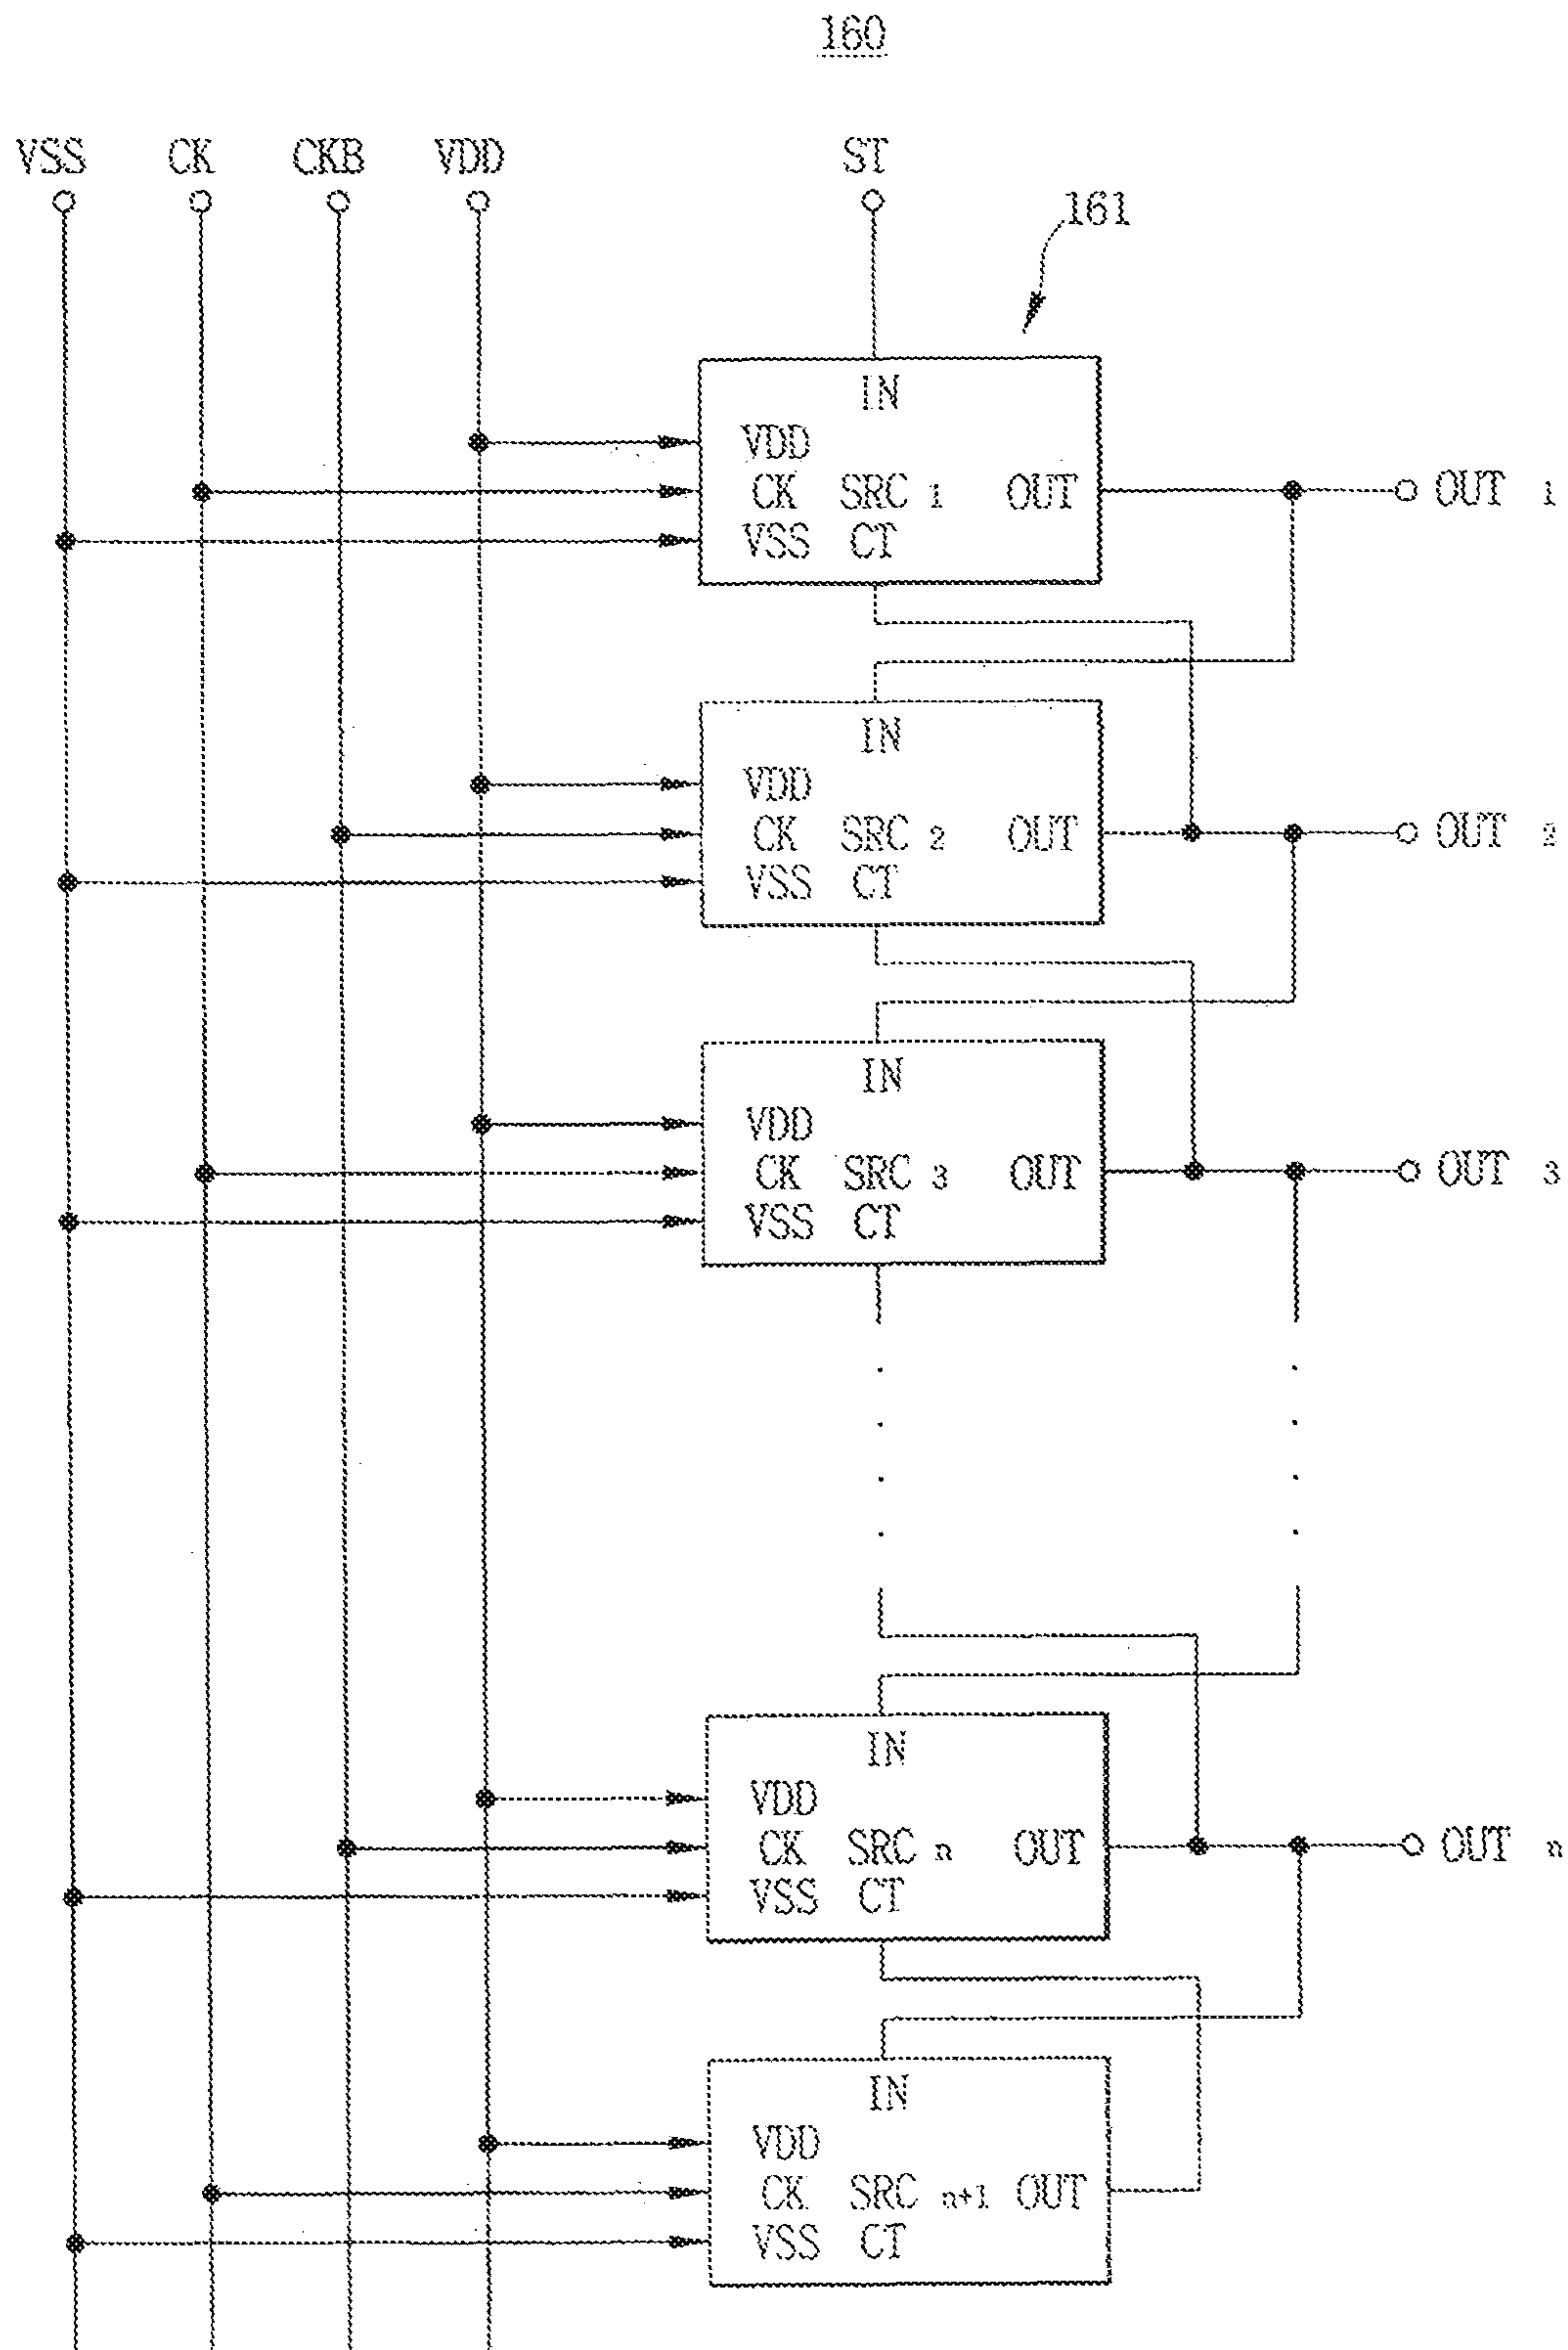 160
VSS CK CKB VDD ST
161
IN
VDD
CK SRC 1 OUT OUT 1
VSS CT
IN
VDD
CK SRC 2 OUT OUT 2
VSS CT
IN
VDD
CK SRC 3 OUT OUT 3
VSS CT
IN
VDD
CK SRC n OUT OUT n
VSS CT
IN
VDD
CK SRC n+1 OUT
VSS CT